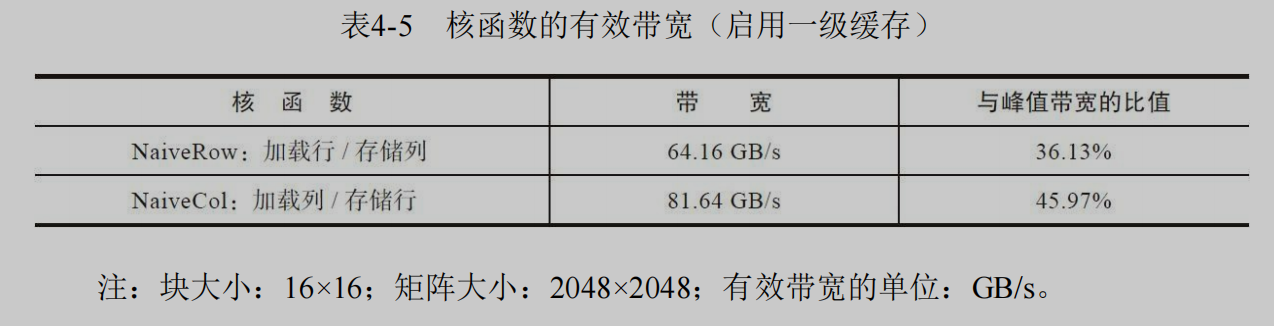 表4-5 核函数的有效带宽（启用一级缓存）
核 函 数 带 宽 与峰值带宽的比值
NaiveRow：加载行 / 存储列 64.16 GB/s 36.13%
NaiveCol：加载列 / 存储行 81.64 GB/s 45.97%
注：块大小：16×16；矩阵大小：2048×2048；有效带宽的单位：GB/s。